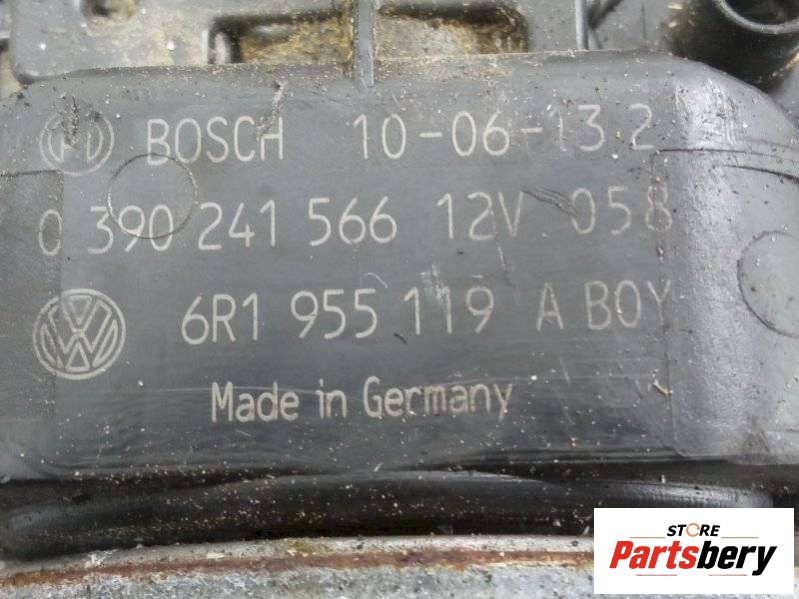 BOSCH 10-06-13 2
0 390 241 566 12V 058
6R1 955 119 A BOY
Made in Germany
STORE
Partsbery